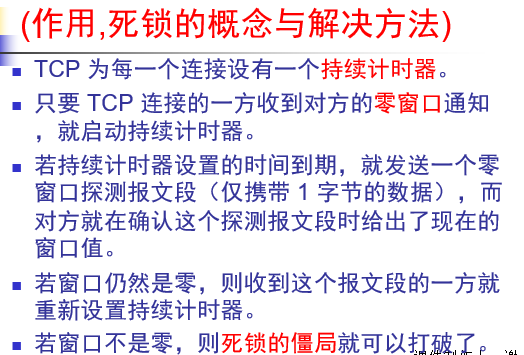 (作用,死锁的概念与解决方法)
TCP 为每一个连接设有一个持续计时器。
只要 TCP 连接的一方收到对方的零窗口通知
，就启动持续计时器。
若持续计时器设置的时间到期，就发送一个零
窗口探测报文段（仅携带 1 字节的数据），而
对方就在确认这个探测报文段时给出了现在的
窗口值。
若窗口仍然是零，则收到这个报文段的一方就
重新设置持续计时器。
若窗口不是零，则死锁的僵局就可以打破了。